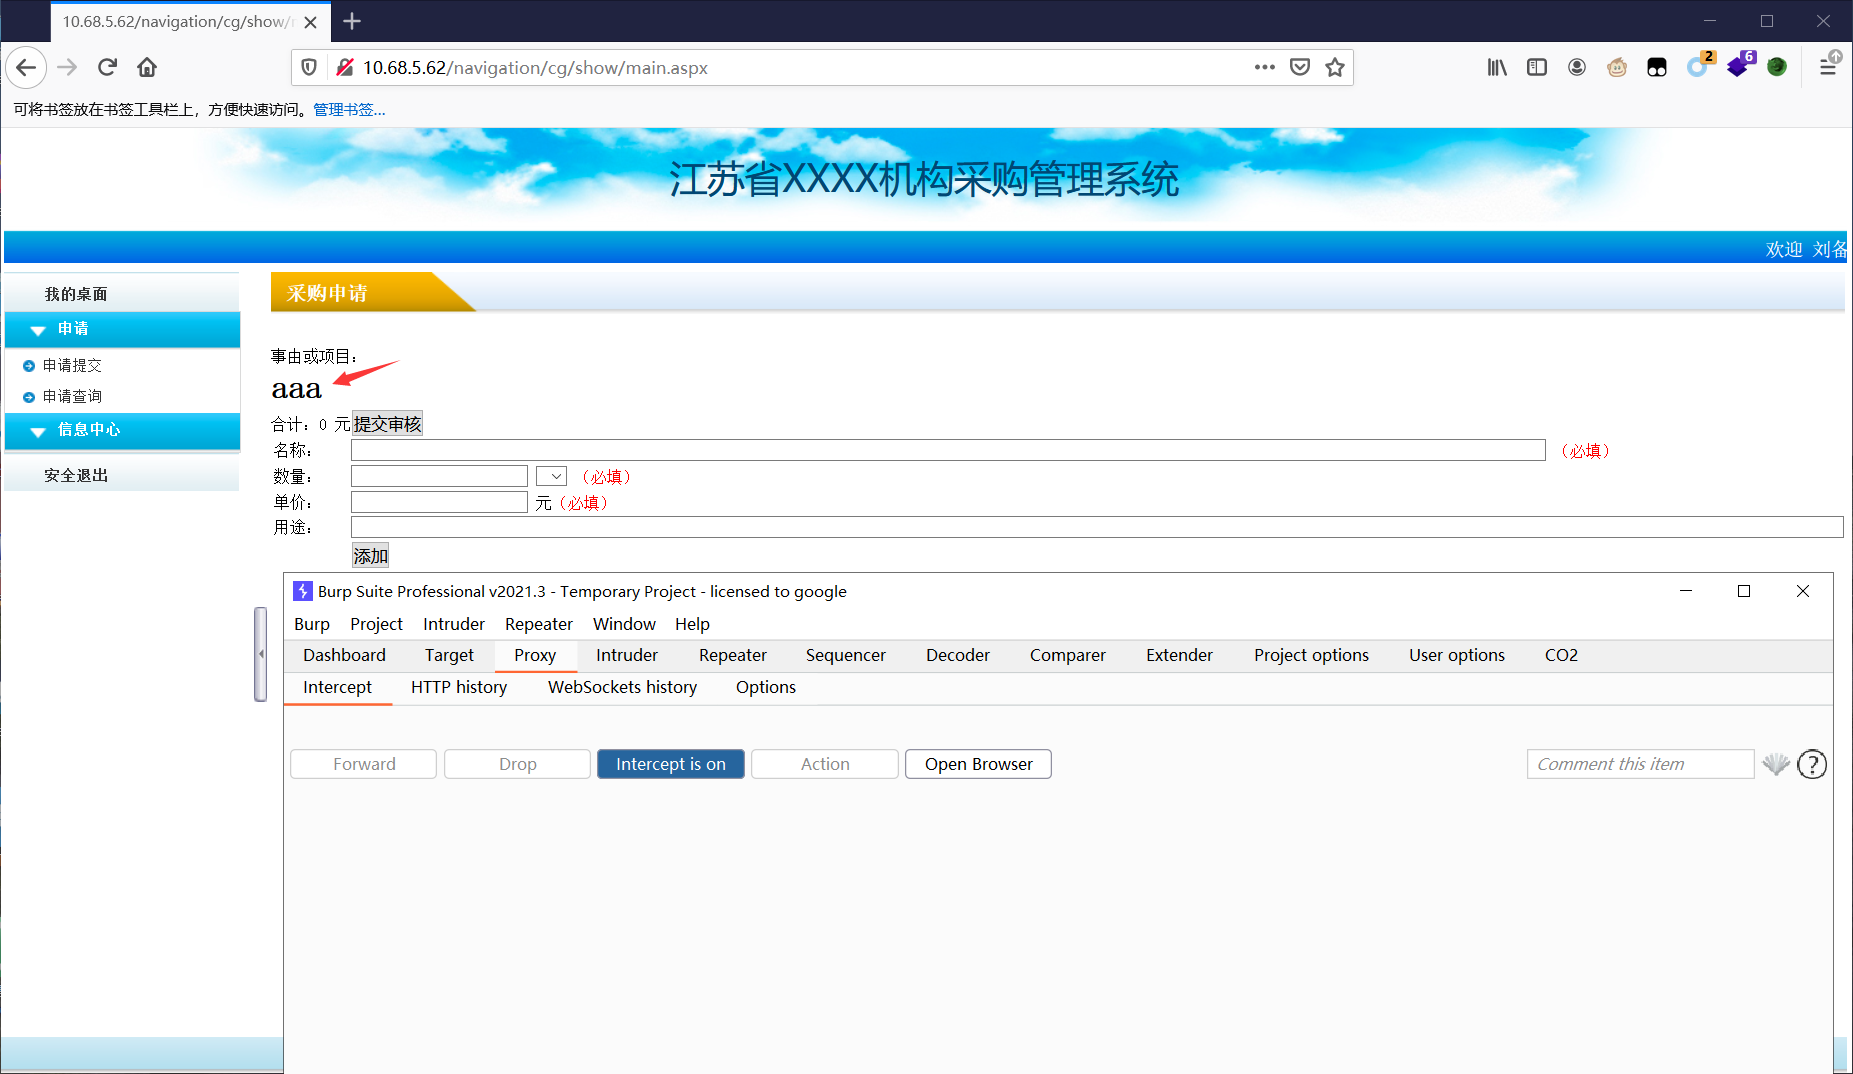 10.68.5.62/navigation/cg/show/
10.68.5.62/navigation/cg/show/main.aspx
2
6
可将书签放在书签工具栏上，方便快速访问。管理书签...
江苏省XXXX机构采购管理系统
欢迎 刘备
我的桌面
申请
申请提交
申请查询
信息中心
安全退出
采购申请
事由或项目：
aaa
合计：0 元 提交审核
名称： （必填）
数量： （必填）
单价： 元（必填）
用途：
添加
Burp Suite Professional v2021.3 - Temporary Project - licensed to google
Burp Project Intruder Repeater Window Help
Dashboard Target Proxy Intruder Repeater Sequencer Decoder Comparer Extender Project options User options CO2
Intercept HTTP history WebSockets history Options
Forward Drop Intercept is on Action Open Browser Comment this item ?